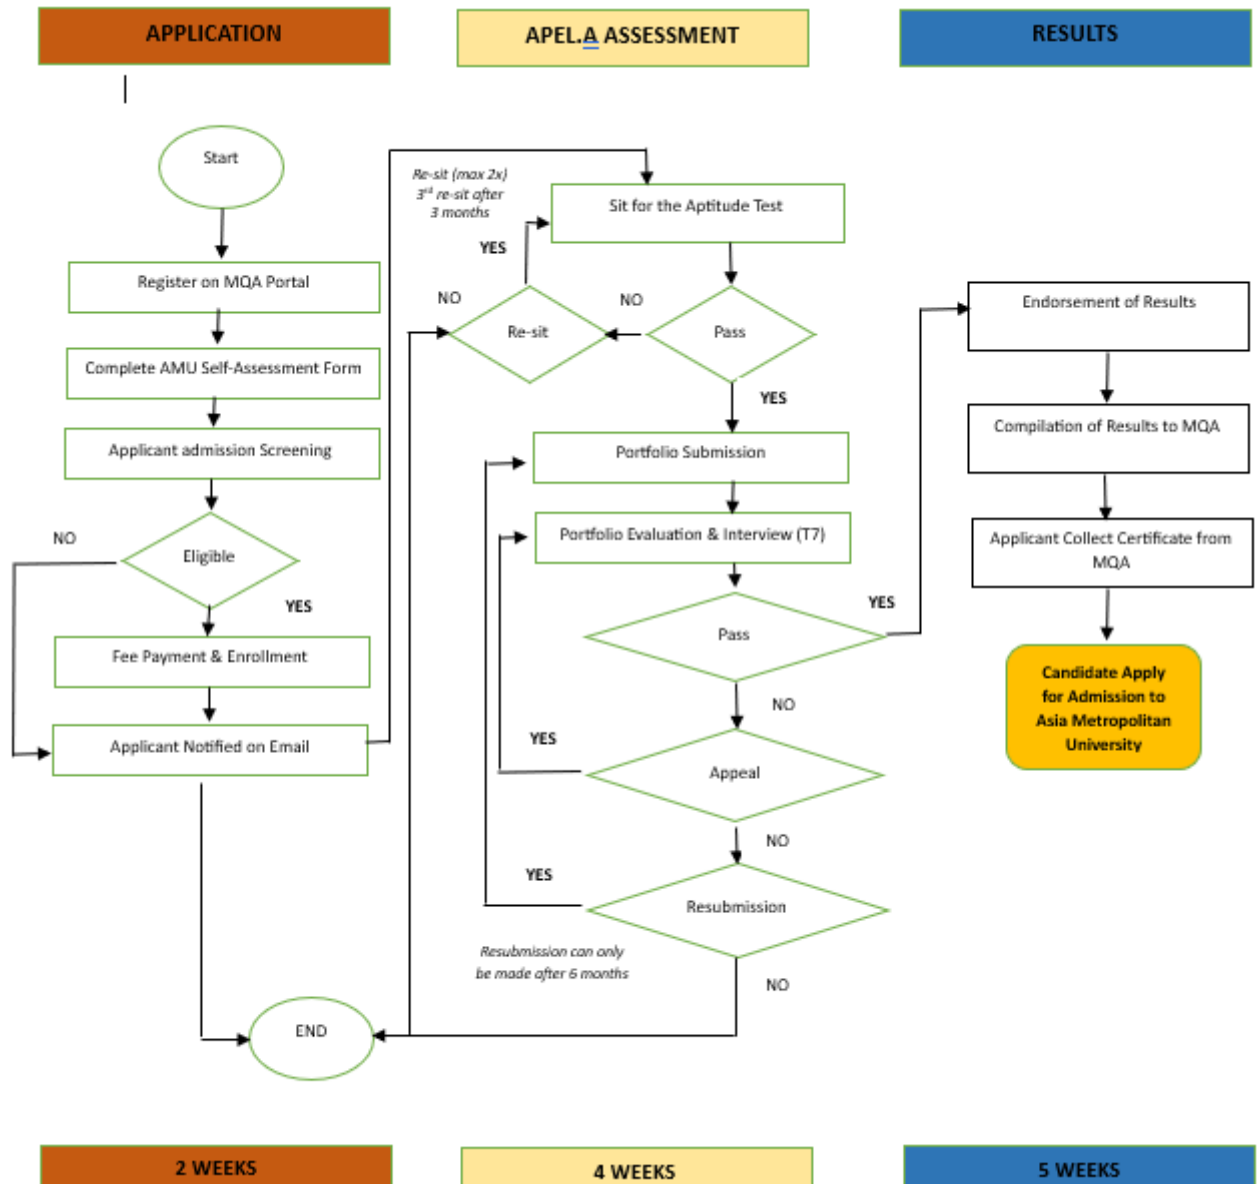 APPLICATION
APEL.A ASSESSMENT
RESULTS
Start
Register on MQA Portal
Complete AMU Self-Assessment Form
Applicant admission Screening
Eligible
NO
YES
Fee Payment & Enrollment
Applicant Notified on Email
END
Re-sit (max 2x)
3rd re-sit after
3 months
Sit for the Aptitude Test
YES
NO
Re-sit
NO
Pass
YES
Portfolio Submission
Portfolio Evaluation & Interview (T7)
Pass
YES
NO
YES
Appeal
NO
YES
Resubmission
Resubmission can only
be made after 6 months
NO
Endorsement of Results
Compilation of Results to MQA
Applicant Collect Certificate from
MQA
Candidate Apply
for Admission to
Asia Metropolitan
University
2 WEEKS
4 WEEKS
5 WEEKS